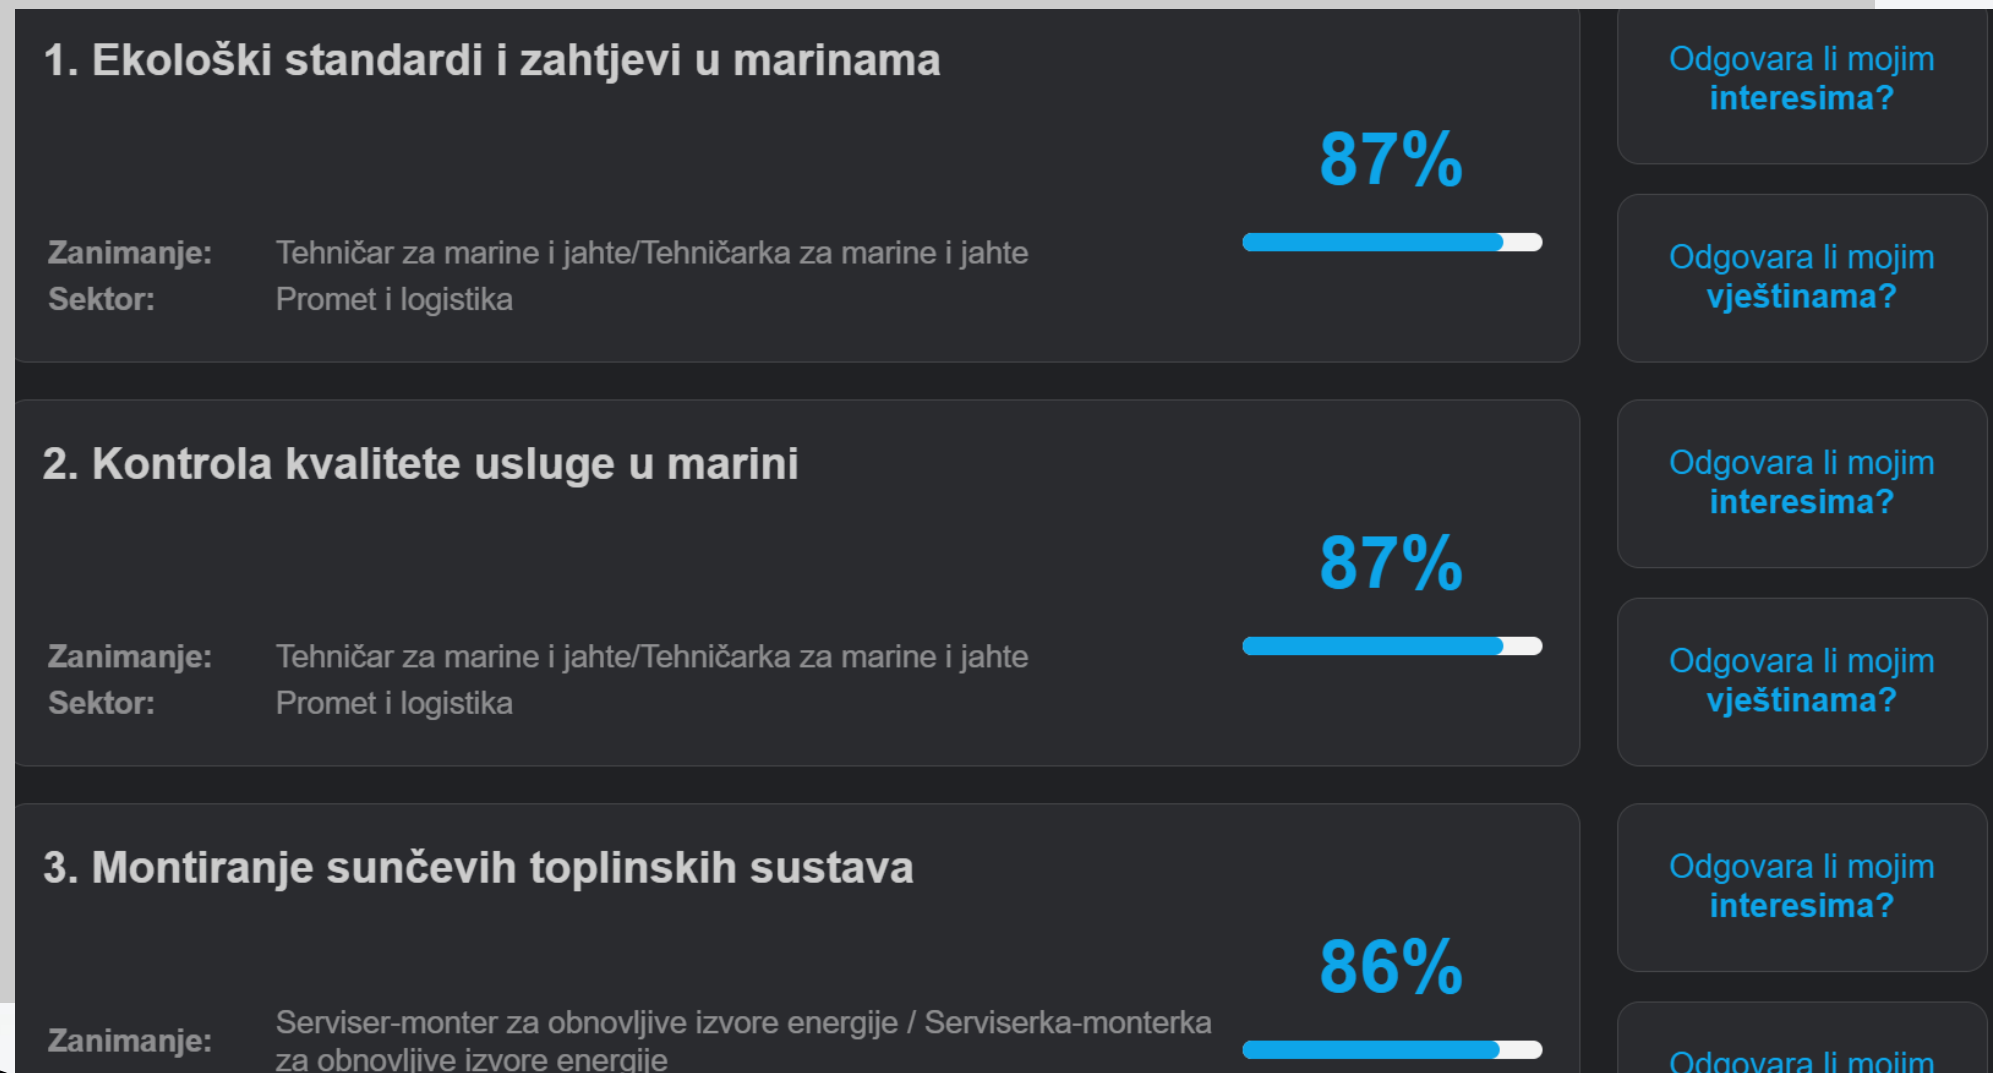 1. Ekološki standardi i zahtjevi u marinama
87%
Zanimanje: Tehničar za marine i jahte/Tehničarka za marine i jahte
Sektor: Promet i logistika
Odgovara li mojim
interesima?
Odgovara li mojim
vještinama?
2. Kontrola kvalitete usluge u marini
87%
Zanimanje: Tehničar za marine i jahte/Tehničarka za marine i jahte
Sektor: Promet i logistika
Odgovara li mojim
interesima?
Odgovara li mojim
vještinama?
3. Montiranje sunčevih toplinskih sustava
86%
Zanimanje: Serviser-monter za obnovljive izvore energije / Serviserka-monterka
za obnovljive izvore energije
Odgovara li mojim
interesima?
Odgovara li mojim